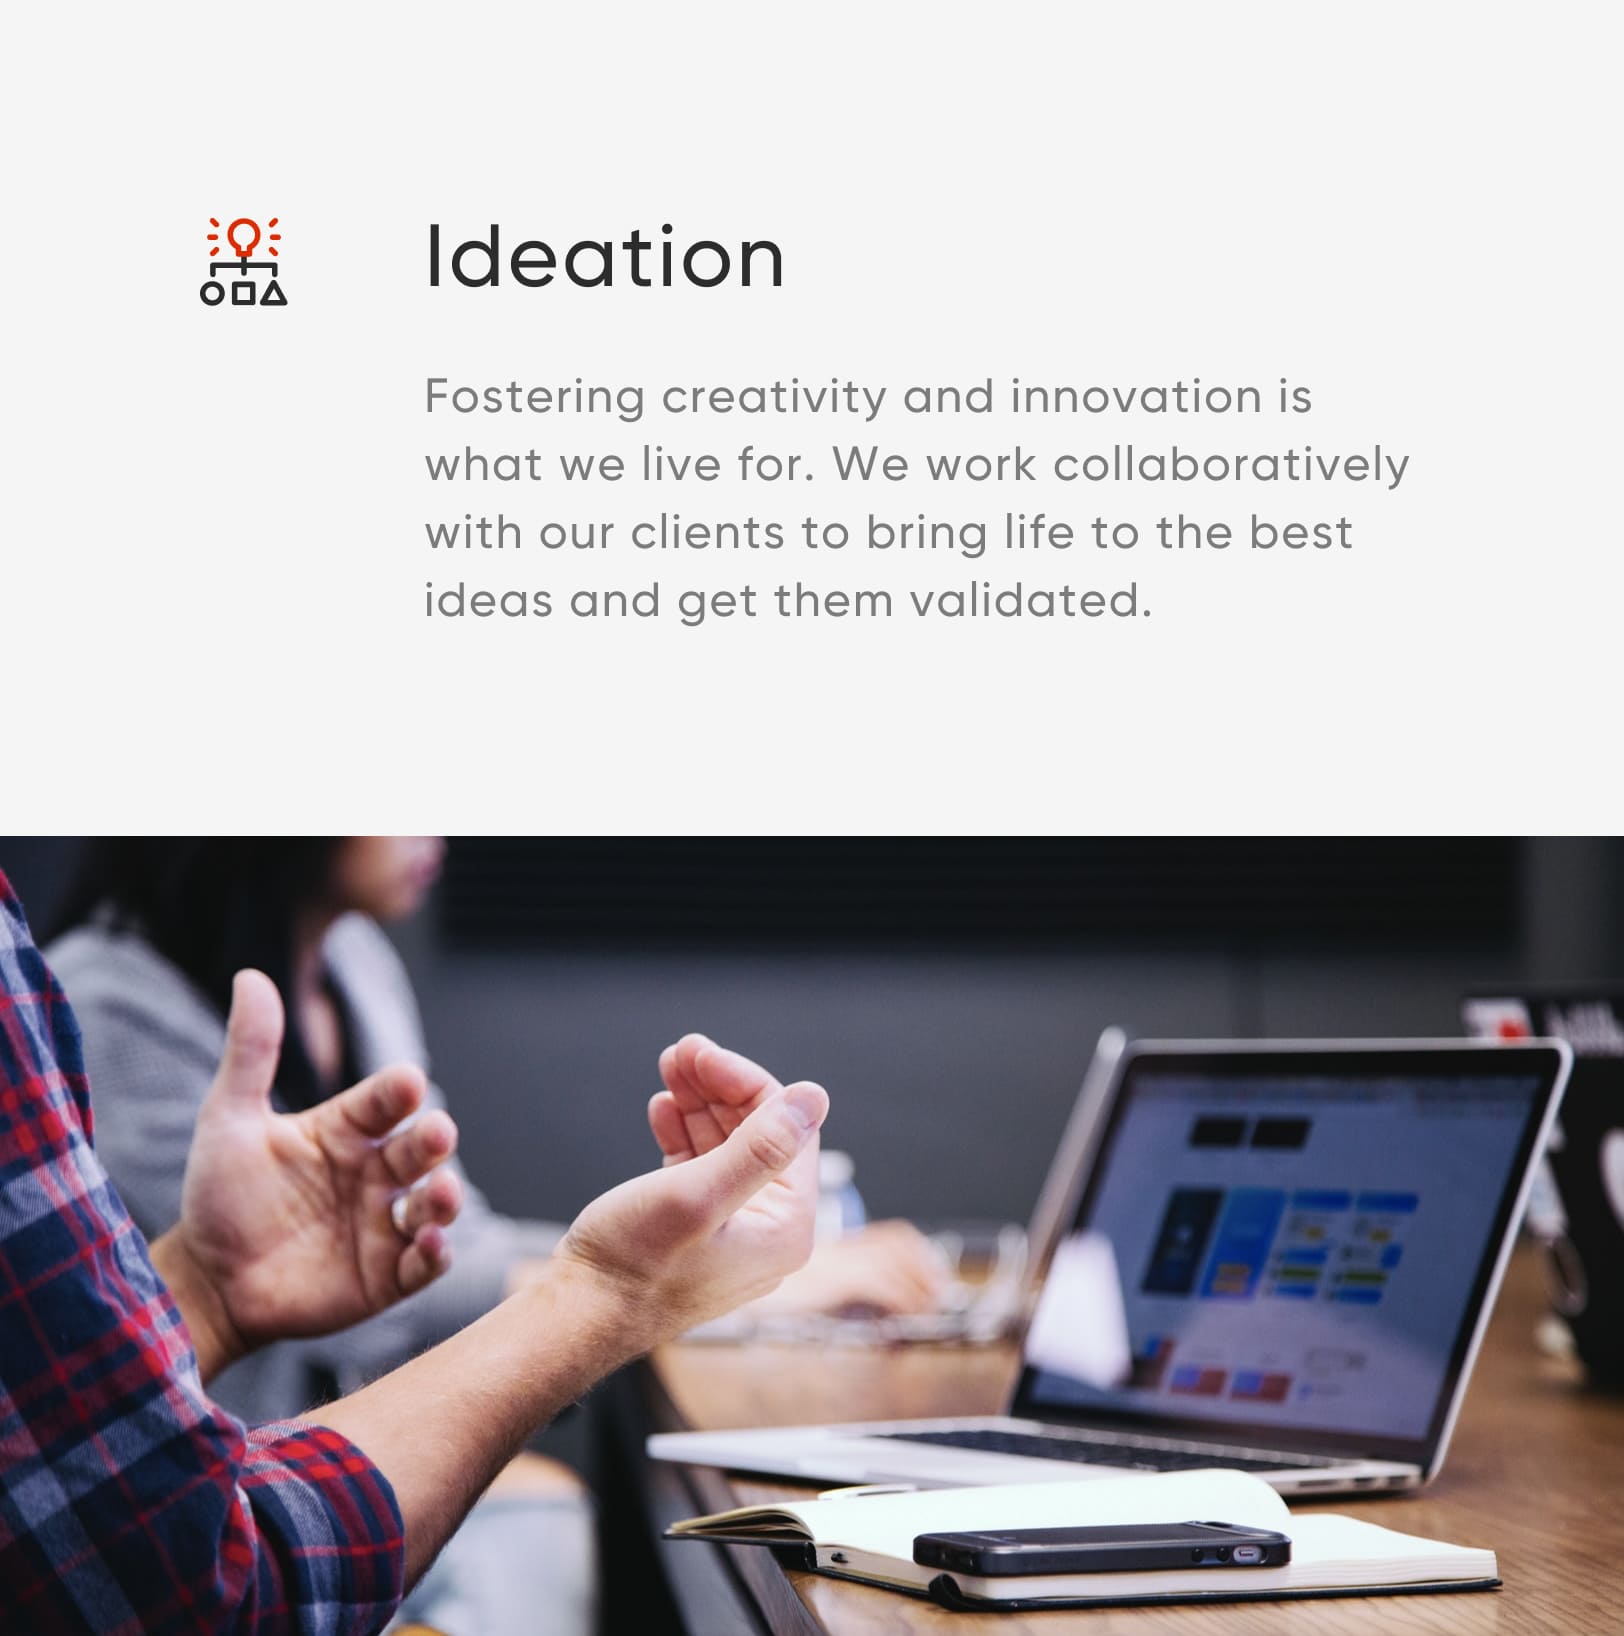 Ideation
Fostering creativity and innovation is
what we live for. We work collaboratively
with our clients to bring life to the best
ideas and get them validated.